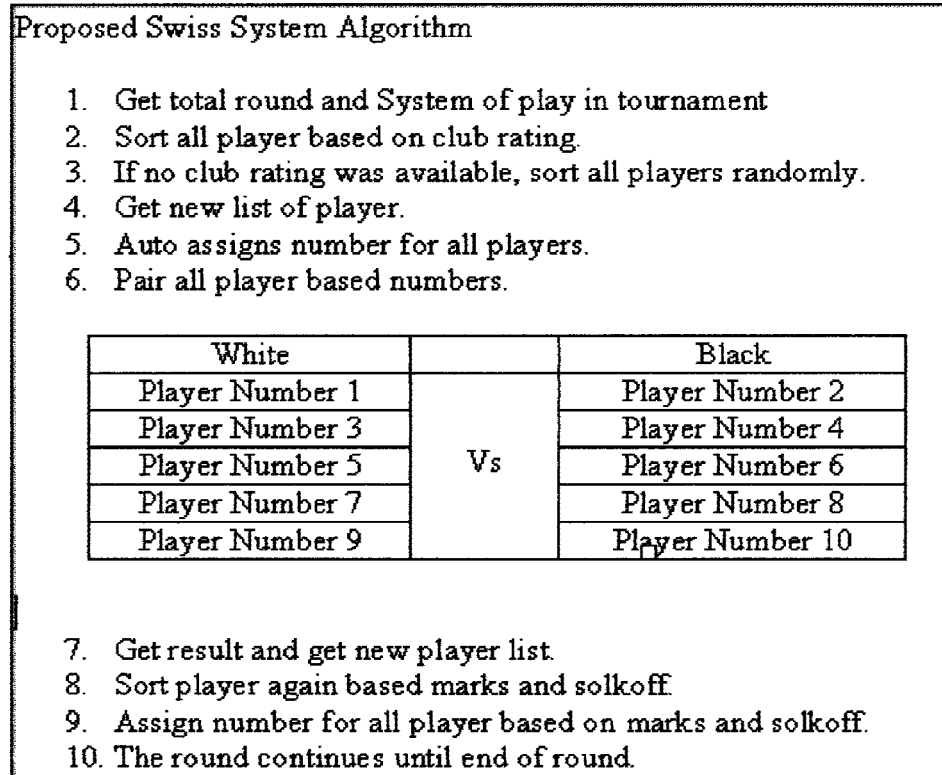 Proposed Swiss System Algorithm
1. Get total round and System of play in tournament
2. Sort all player based on club rating.
3. If no club rating was available, sort all players randomly.
4. Get new list of player.
5. Auto assigns number for all players.
6. Pair all player based numbers.
White Black
Player Number 1 Player Number 2
Player Number 3 Player Number 4
Player Number 5 Vs Player Number 6
Player Number 7 Player Number 8
Player Number 9 Player Number 10
7. Get result and get new player list.
8. Sort player again based marks and solkoff.
9. Assign number for all player based on marks and solkoff.
10. The round continues until end of round.